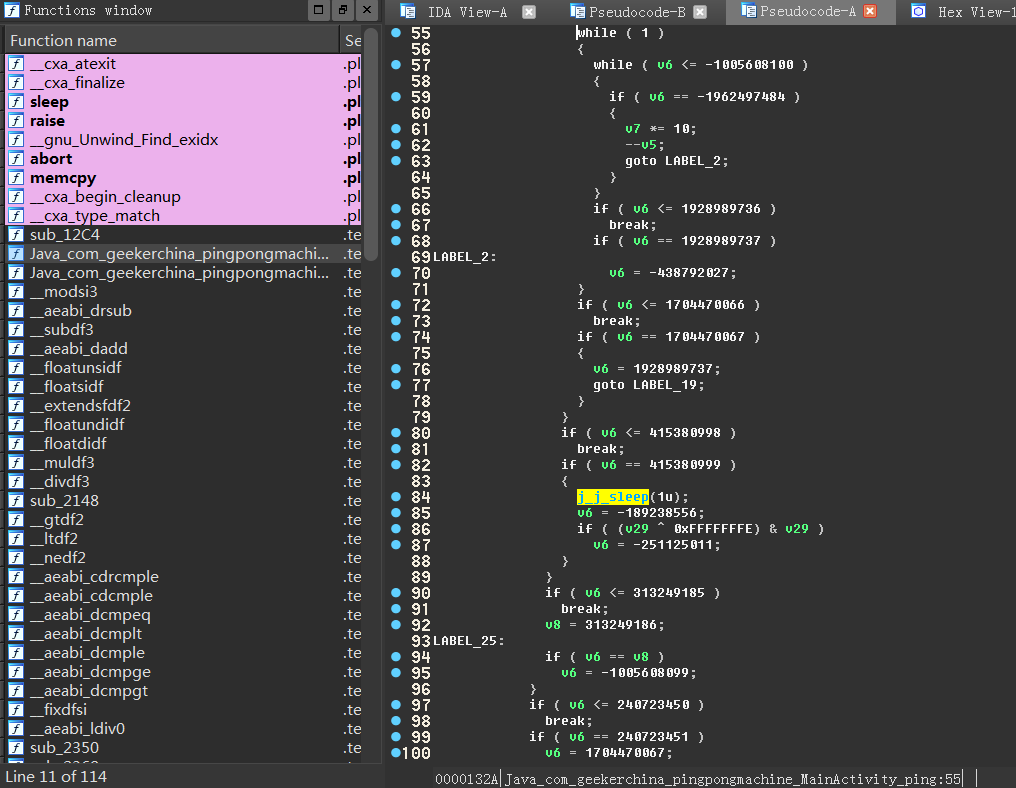 Functions window
Function name Se
__cxa_atexit .pl
__cxa_finalize .pl
sleep .pl
raise .pl
__gnu_Unwind_Find_exidx .pl
abort .pl
memcpy .pl
__cxa_begin_cleanup .pl
__cxa_type_match .pl
sub_12C4 .te
Java_com_geekerchina_pingpongmachi... .te
Java_com_geekerchina_pingpongmachi... .te
__modsi3 .te
__aeabi_drsub .te
__subdf3 .te
__aeabi_dadd .te
__floatunsidf .te
__floatsidf .te
__extendsfdf2 .te
__floatundidf .te
__floatdidf .te
__muldf3 .te
__divdf3 .te
sub_2148 .te
__gtdf2 .te
__ltdf2 .te
__nedf2 .te
__aeabi_cdrcmple .te
__aeabi_cdcmple .te
__aeabi_dcmpeq .te
__aeabi_dcmplt .te
__aeabi_dcmple .te
__aeabi_dcmpge .te
__aeabi_dcmpgt .te
__fixdfsi .te
__aeabi_ldiv0 .te
sub_2350 .te
Line 11 of 114
IDA View-A Pseudocode-B Pseudocode-A Hex View-1
55 while ( 1 )
56 {
57 while ( v6 <= -1005608100 )
58 {
59 if ( v6 == -1962497484 )
60 {
61 v7 *= 10;
62 --v5;
63 goto LABEL_2;
64 }
65 }
66 if ( v6 <= 1928989736 )
67 break;
68 if ( v6 == 1928989737 )
69 LABEL_2:
70 v6 = -438792027;
71 }
72 if ( v6 <= 1704470066 )
73 break;
74 if ( v6 == 1704470067 )
75 {
76 v6 = 1928989737;
77 goto LABEL_19;
78 }
79 }
80 if ( v6 <= 415380998 )
81 break;
82 if ( v6 == 415380999 )
83 {
84 j_j_sleep(1u);
85 v6 = -189238556;
86 if ( (v29 ^ 0xFFFFFFFE) & v29 )
87 v6 = -251125011;
88 }
89 }
90 if ( v6 <= 313249185 )
91 break;
92 v8 = 313249186;
93 LABEL_25:
94 if ( v6 == v8 )
95 v6 = -1005608099;
96 }
97 if ( v6 <= 240723450 )
98 break;
99 if ( v6 == 240723451 )
100 v6 = 1704470067;
0000132A Java_com_geekerchina_pingpongmachine_MainActivity_ping:55